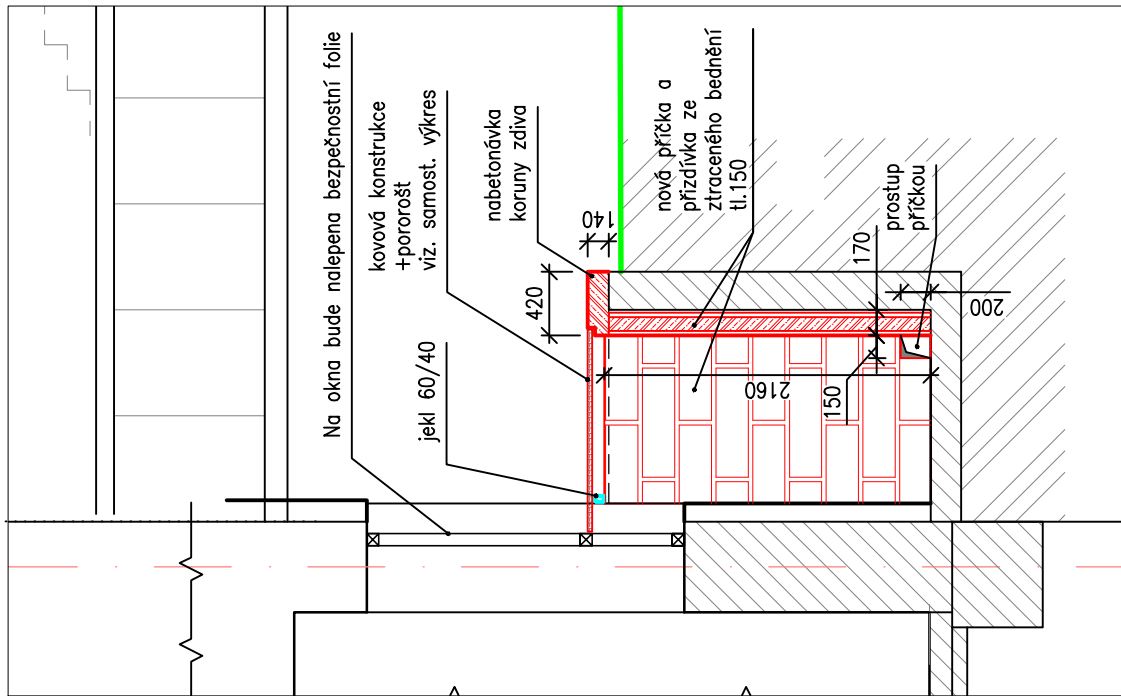 Na okna bude nalepena bezpečnostní folie
kovová konstrukce
+pororošt
viz. samost. výkres
jekl 60/40
nabetonávka
koruny zdiva
nová příčka a
přizdívka ze
ztraceného bednění
tl.150
prostup
příčkou
140
420
170
200
2160
150